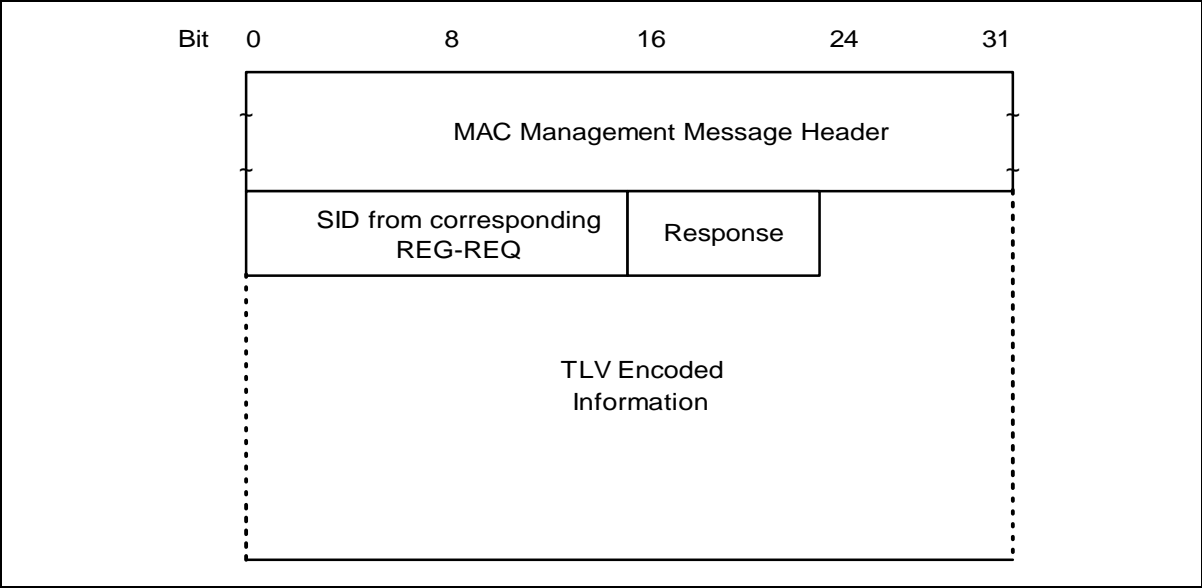 Bit 0 8 16 24 31
MAC Management Message Header
SID from corresponding
REG-REQ
Response
TLV Encoded
Information